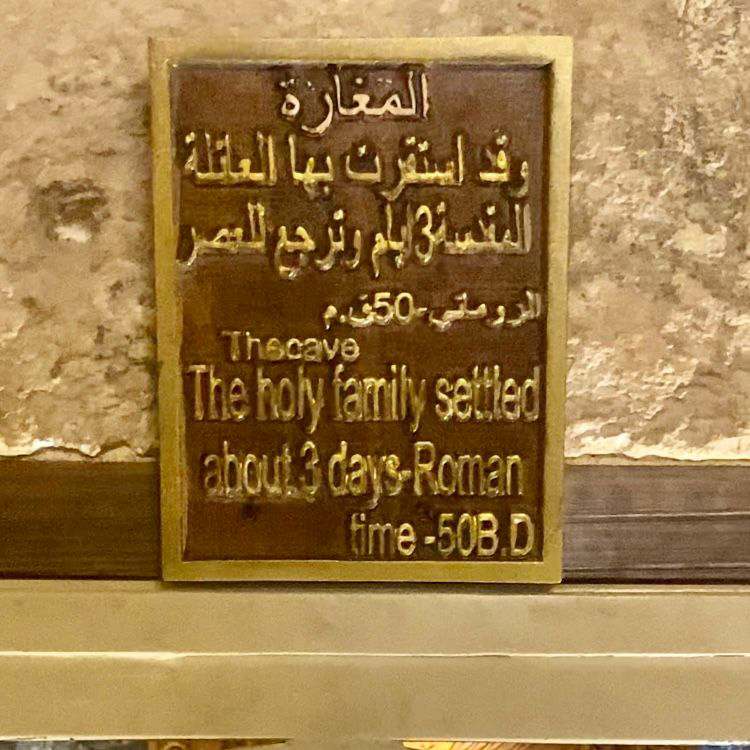 المغارة
وقد استقرت بها العائلة
المقدسة 3 ايام وترجع للعصر
الروماني-50ق.م
Thecave
The holy family settled
about 3 days-Roman
time -50B.D